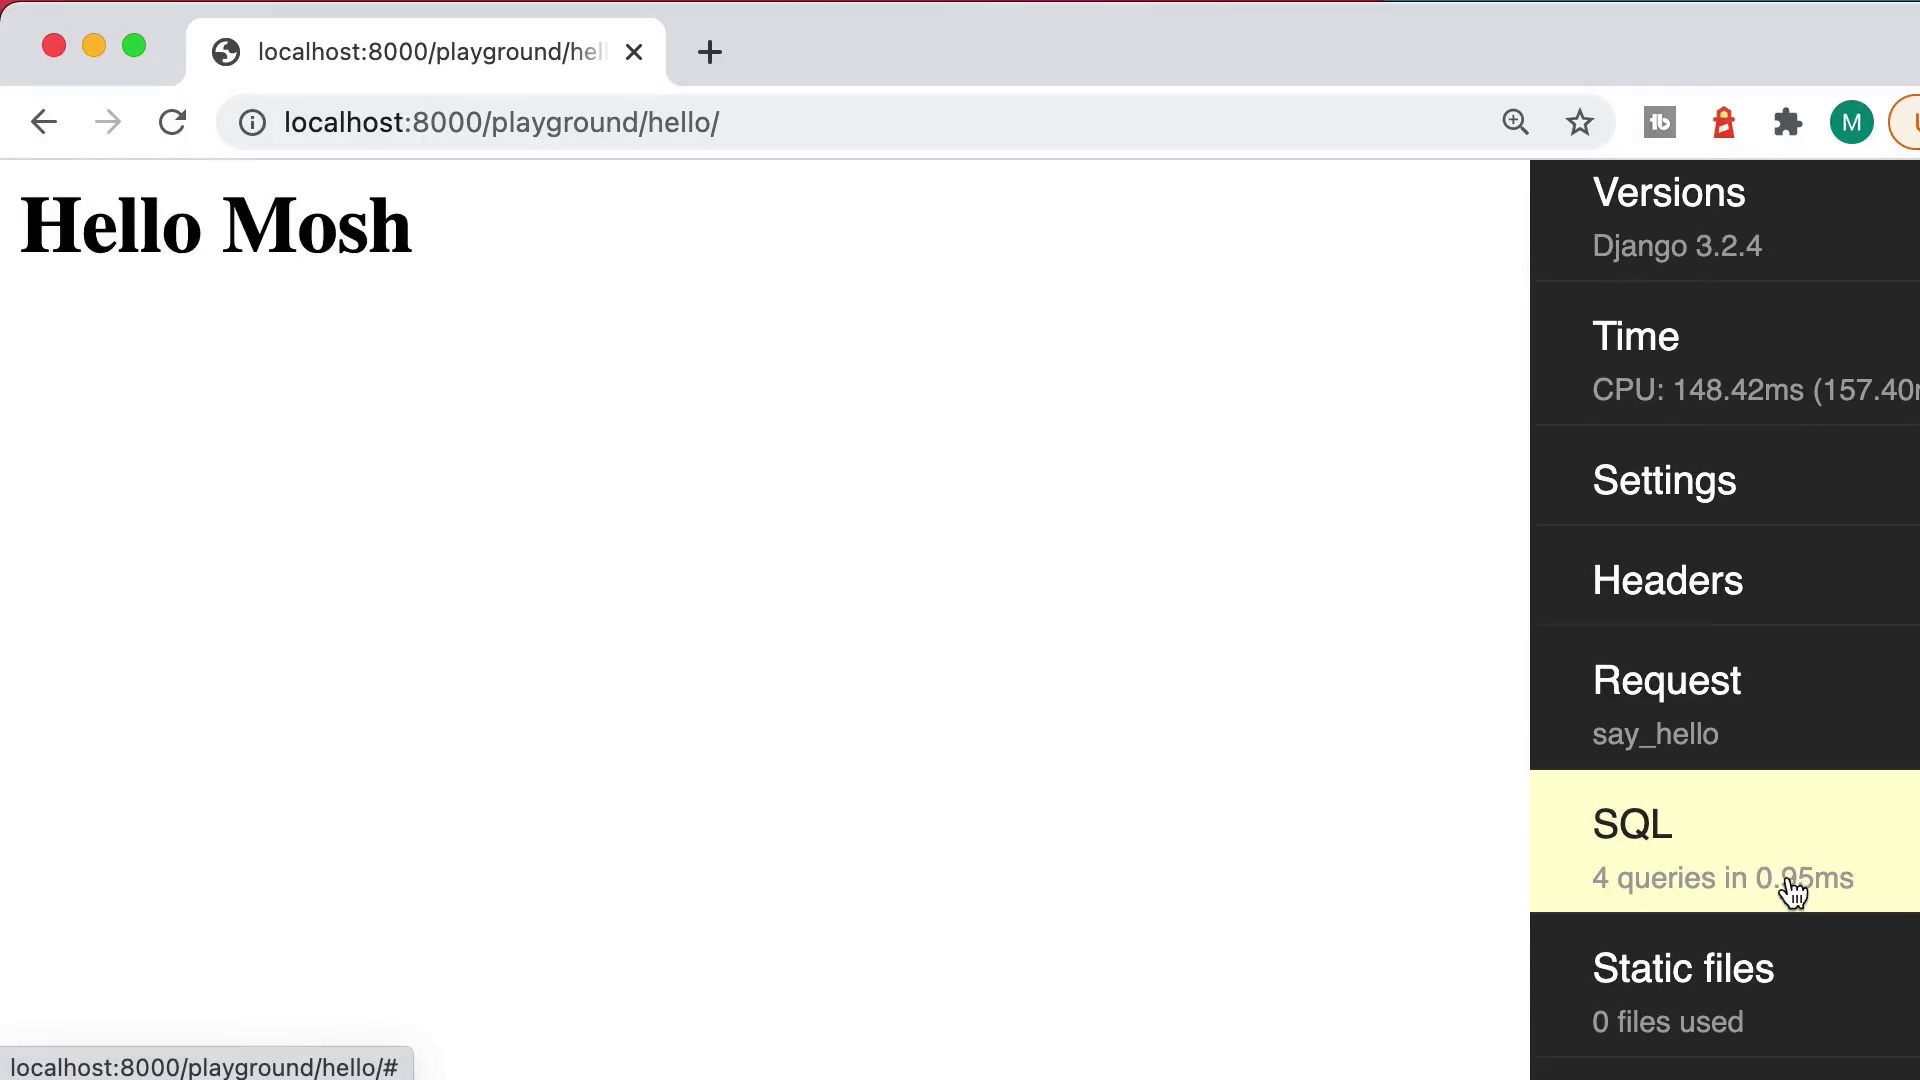 localhost:8000/playground/hel
localhost:8000/playground/hello/
M
Hello Mosh
Versions
Django 3.2.4
Time
CPU: 148.42ms (157.40
Settings
Headers
Request
say_hello
SQL
4 queries in 0.95ms
Static files
0 files used
localhost:8000/playground/hello/#